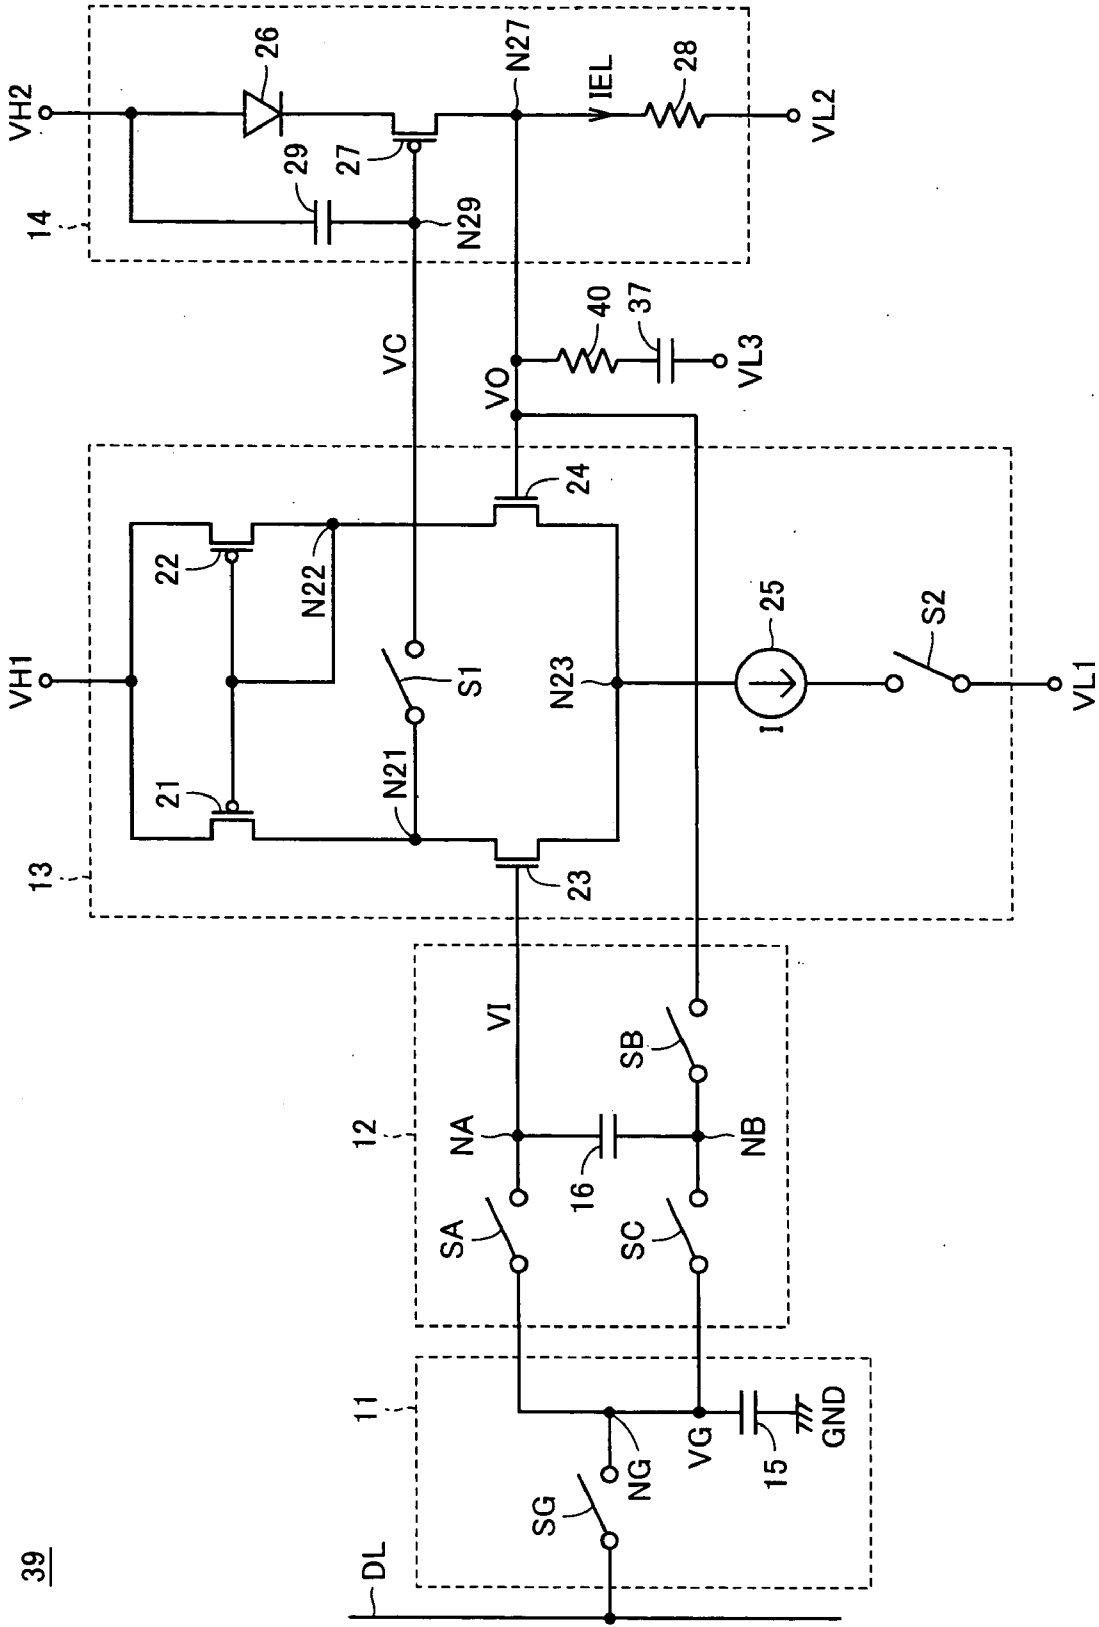 39
VH1
VH2
13
14
21
22
26
29
N22
27
N21
S1
VC
N29
N27
12
VI
23
24
VO
IEL
NA
N23
40
28
11
SA
16
SB
25
37
SG
NG
SC
NB
I
S2
VL3
VL2
DL
VG
15
GND
VL1